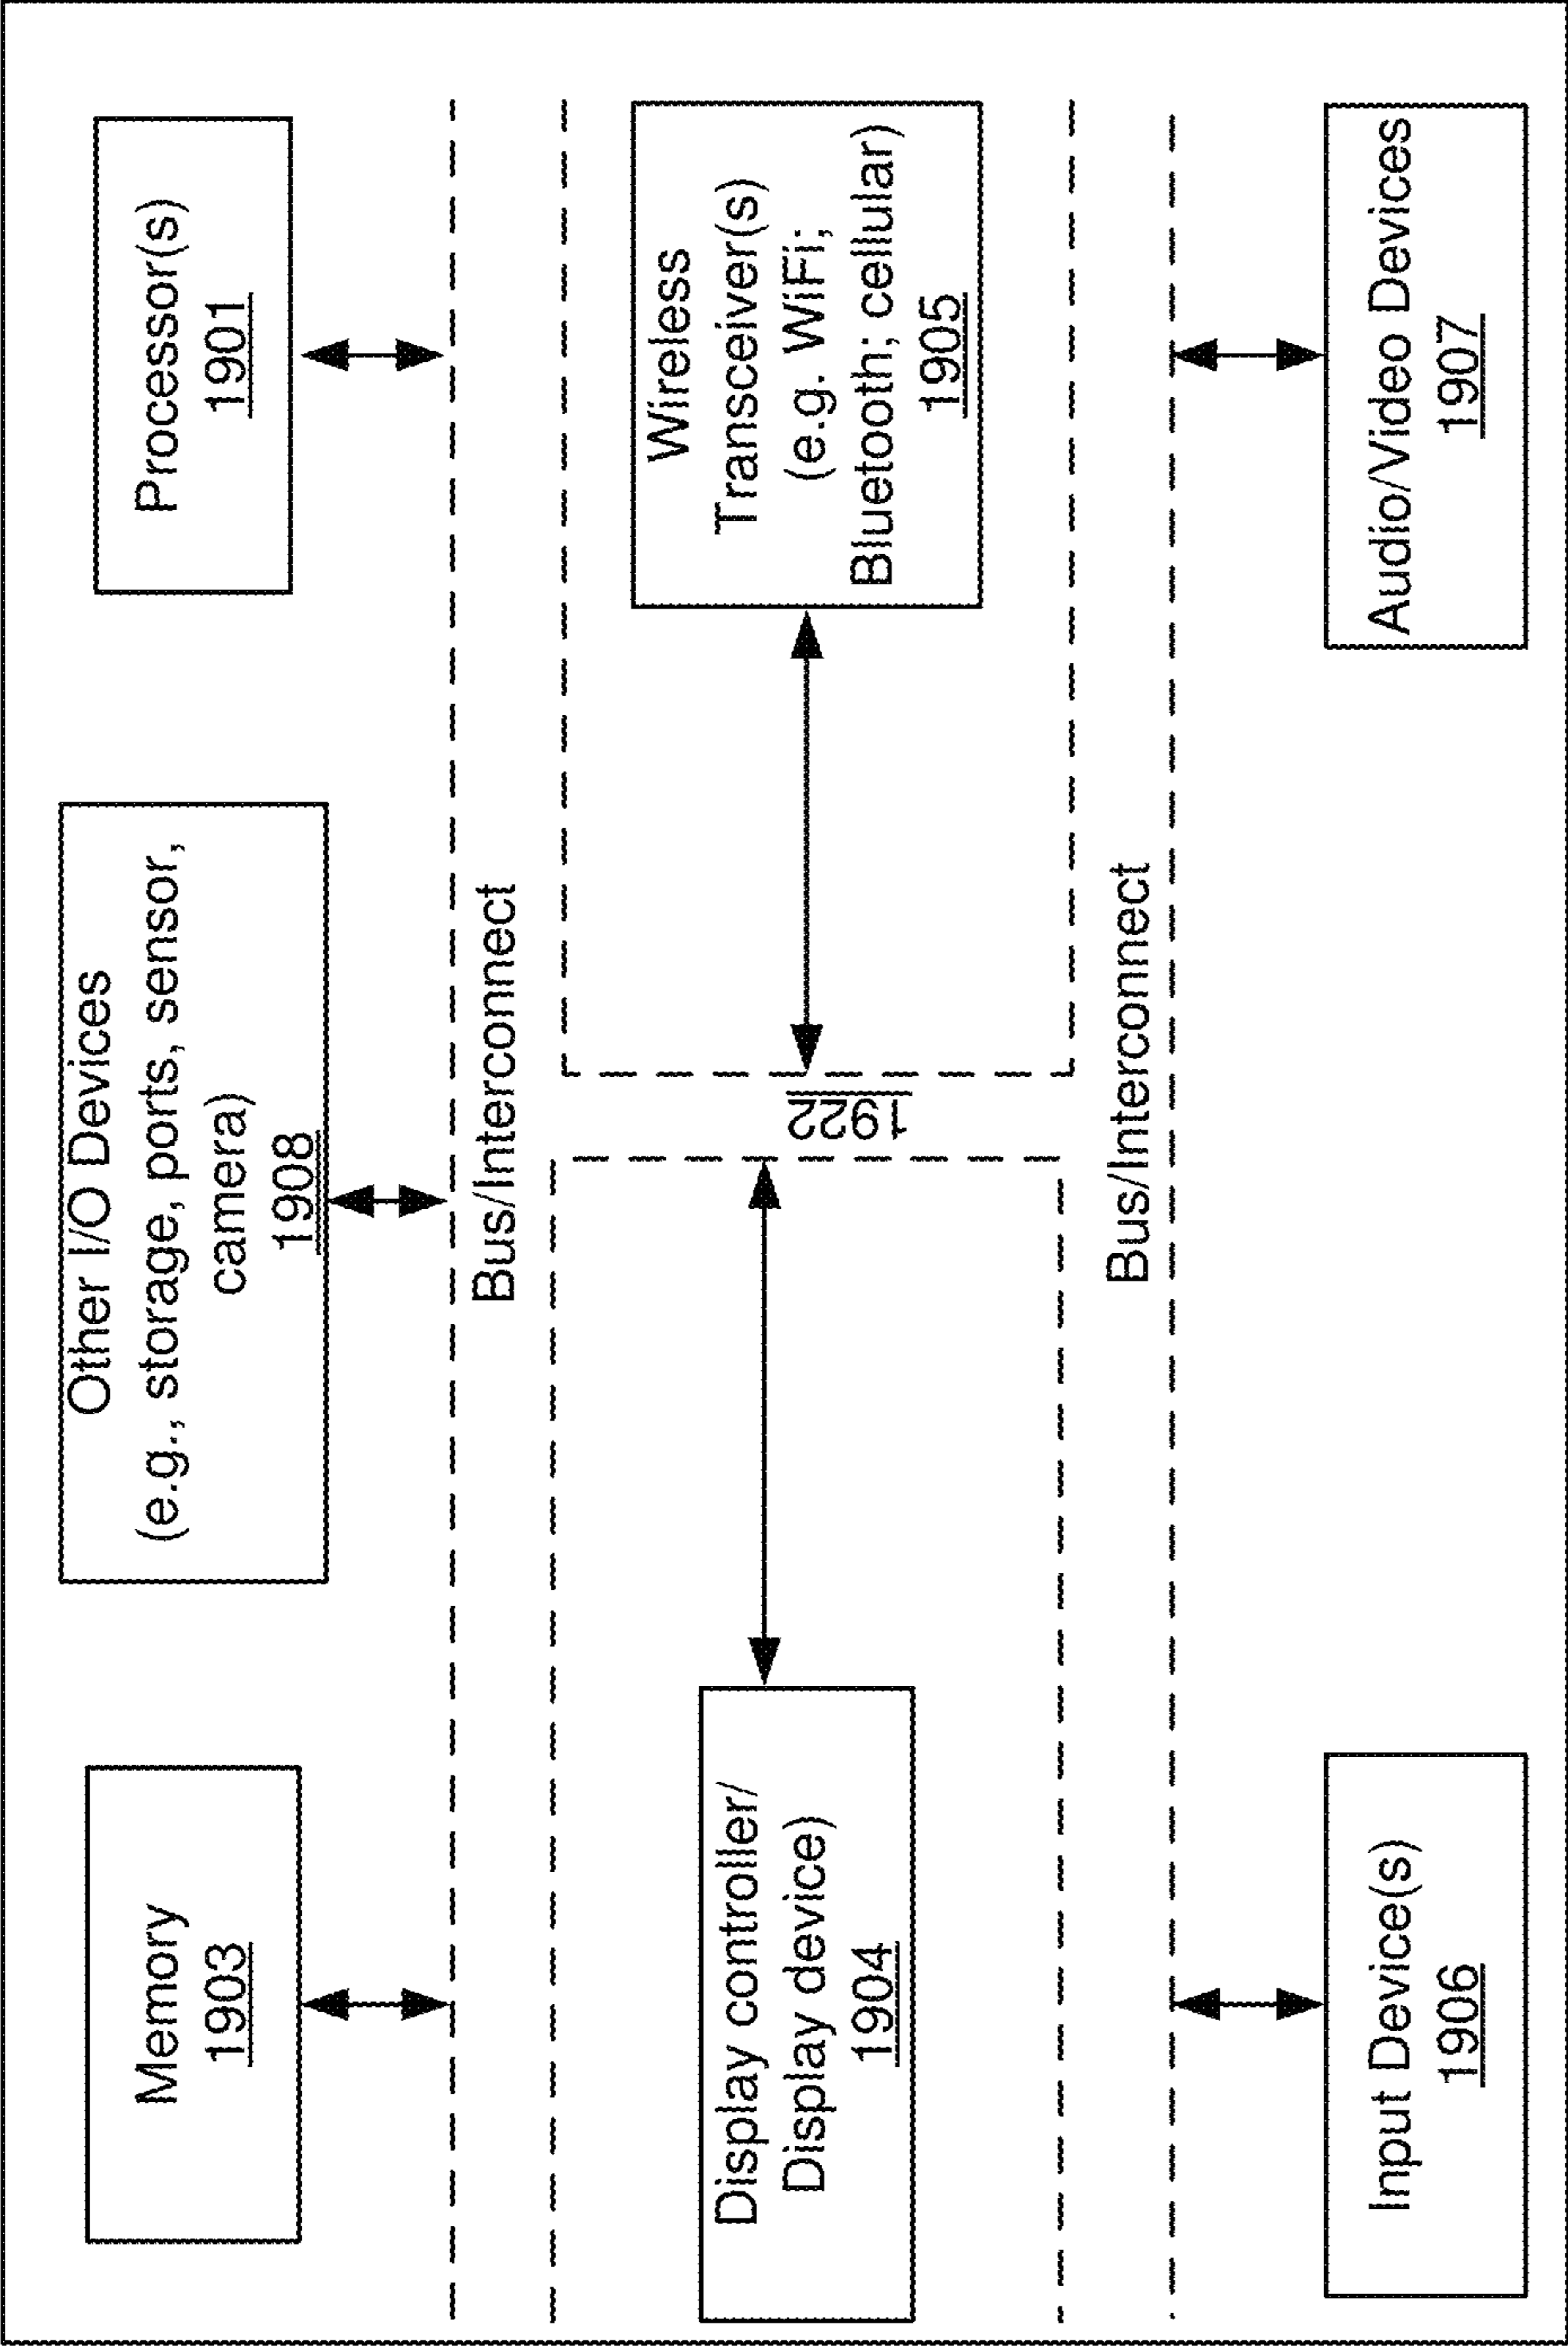 Memory
1903
Other I/O Devices
(e.g., storage, ports, sensor,
camera)
1908
Processor(s)
1901
Bus/Interconnect
Display controller/
Display device)
1904
1922
Wireless
Transceiver(s)
(e.g. WiFi;
Bluetooth; cellular)
1905
Bus/Interconnect
Input Device(s)
1906
Audio/Video Devices
1907